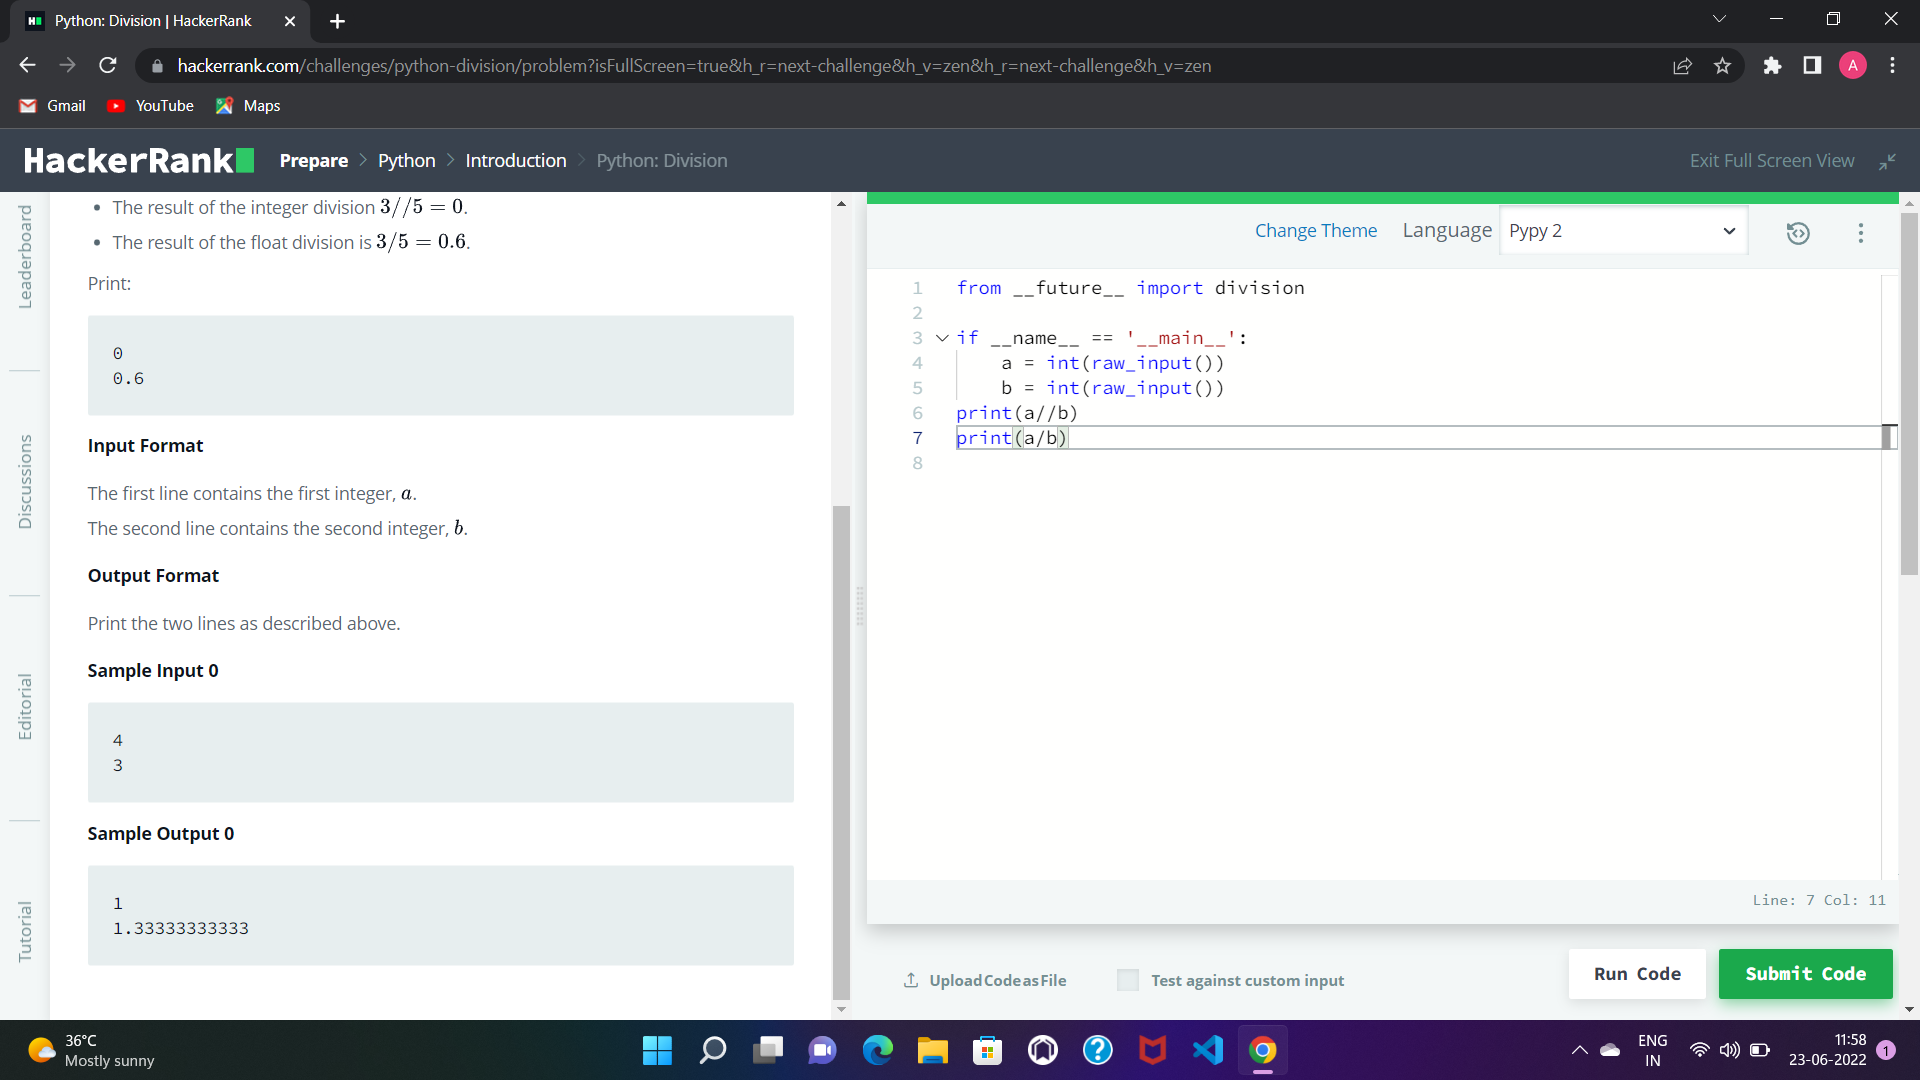 Python: Division | HackerRank
hackerrank.com/challenges/python-division/problem?isFullScreen=true&h_r=next-challenge&h_v=zen&h_r=next-challenge&h_v=zen
A
Gmail
YouTube
Maps
HackerRank
Prepare > Python > Introduction > Python: Division
Exit Full Screen View
Leaderboard
Discussions
Editorial
Tutorial
• The result of the integer division 3//5 = 0.
• The result of the float division is 3/5 = 0.6.
Print:
0
0.6
Input Format
The first line contains the first integer, a.
The second line contains the second integer, b.
Output Format
Print the two lines as described above.
Sample Input 0
4
3
Sample Output 0
1
1.33333333333
Change Theme
Language
Pypy 2
1 from __future__ import division
2
3 if __name__ == '__main__':
4     a = int(raw_input())
5     b = int(raw_input())
6 print(a//b)
7 print(a/b)
8
Line: 7 Col: 11
Upload Code as File
Test against custom input
Run Code
Submit Code
36°C
Mostly sunny
ENG
IN
11:58
23-06-2022
1